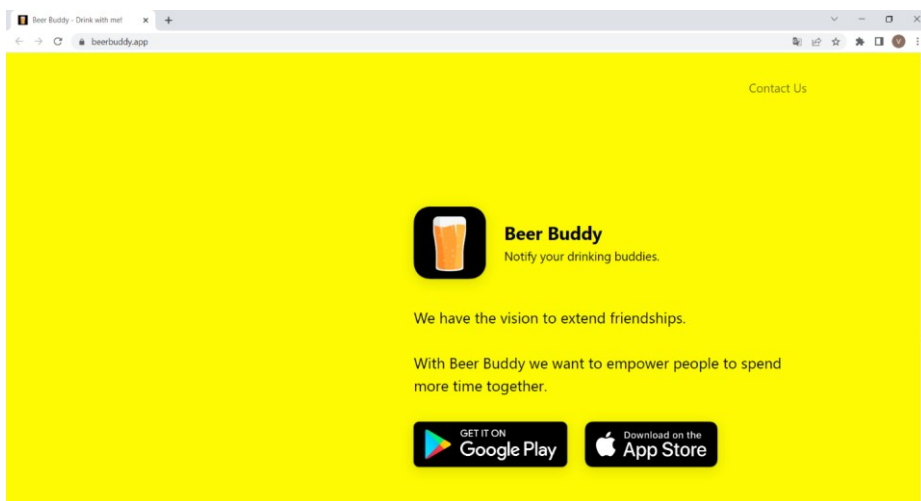 Beer Buddy - Drink with me!
beerbuddy.app
V
Contact Us
Beer Buddy
Notify your drinking buddies.
We have the vision to extend friendships.
With Beer Buddy we want to empower people to spend
more time together.
GET IT ON
Google Play
Download on the
App Store